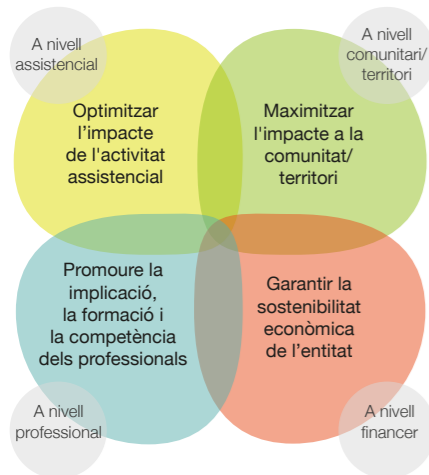 A nivell
assistencial
A nivell
comunitari/
territori
Optimitzar
l'impacte
de l'activitat
assistencial
Maximitzar
l'impacte a la
comunitat/
territori
Promoure la
implicació,
la formació i
la competència
dels professionals
Garantir la
sostenibilitat
econòmica
de l'entitat
A nivell
professional
A nivell
financer